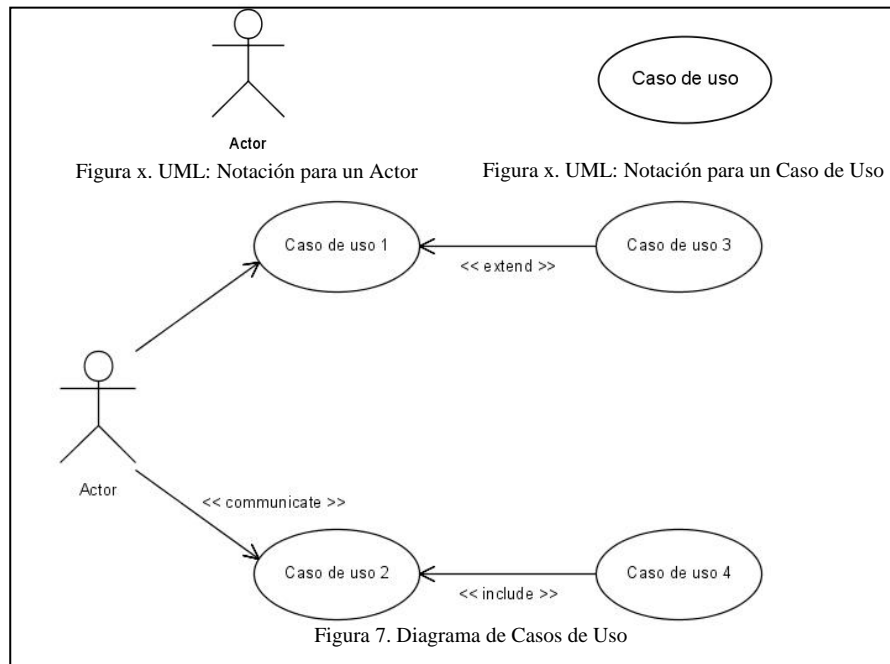 Caso de uso
Actor
Figura x. UML: Notación para un Actor
Figura x. UML: Notación para un Caso de Uso
Caso de uso 1
Caso de uso 3
<< extend >>
Actor
<< communicate >>
Caso de uso 2
Caso de uso 4
<< include >>
Figura 7. Diagrama de Casos de Uso